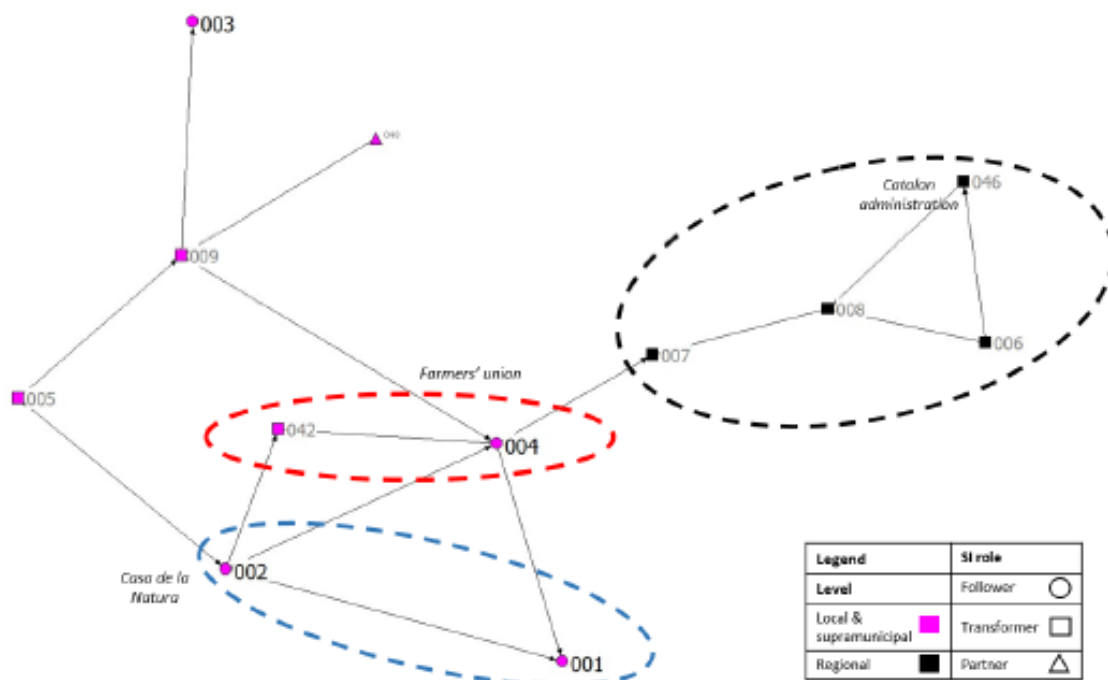 003
040
Catalan
administration
046
009
008
006
007
Farmers' union
005
042
004
002
Casa de la
Natura
001
Legend SI role
Level Follower
Local &
supramunicipal Transformer
Regional Partner